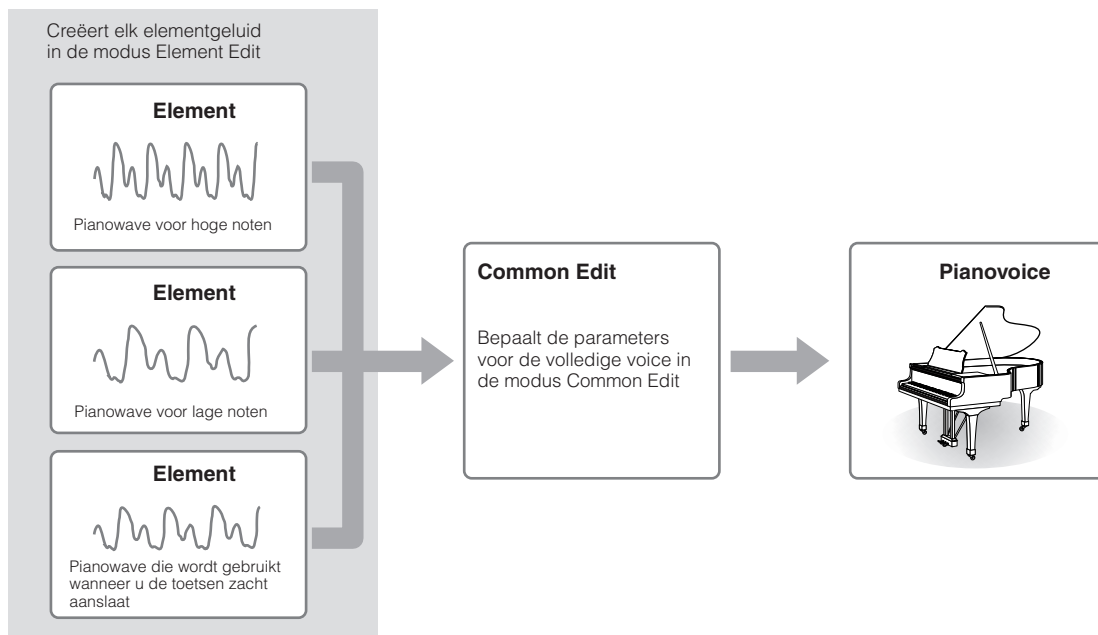 Creëert elk elementgeluid
in de modus Element Edit
Element
Pianowave voor hoge noten
Element
Pianowave voor lage noten
Element
Pianowave die wordt gebruikt
wanneer u de toetsen zacht
aanslaat
Common Edit
Bepaalt de parameters
voor de volledige voice in
de modus Common Edit
Pianovoice